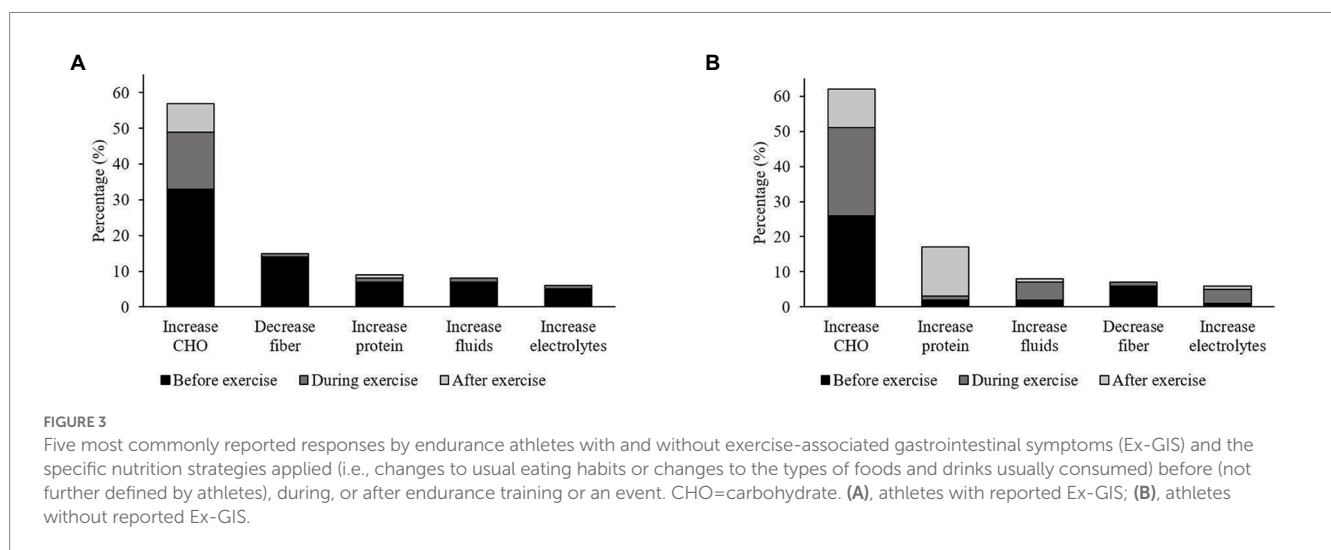 A
Percentage (%)
60
50
40
30
20
10
0
Increase CHO
Decrease fiber
Increase protein
Increase fluids
Increase electrolytes
Before exercise During exercise After exercise
B
Percentage (%)
60
50
40
30
20
10
0
Increase CHO
Increase protein
Increase fluids
Decrease fiber
Increase electrolytes
Before exercise During exercise After exercise
FIGURE 3
Five most commonly reported responses by endurance athletes with and without exercise-associated gastrointestinal symptoms (Ex-GIS) and the
specific nutrition strategies applied (i.e., changes to usual eating habits or changes to the types of foods and drinks usually consumed) before (not
further defined by athletes), during, or after endurance training or an event. CHO=carbohydrate. (A), athletes with reported Ex-GIS; (B), athletes
without reported Ex-GIS.